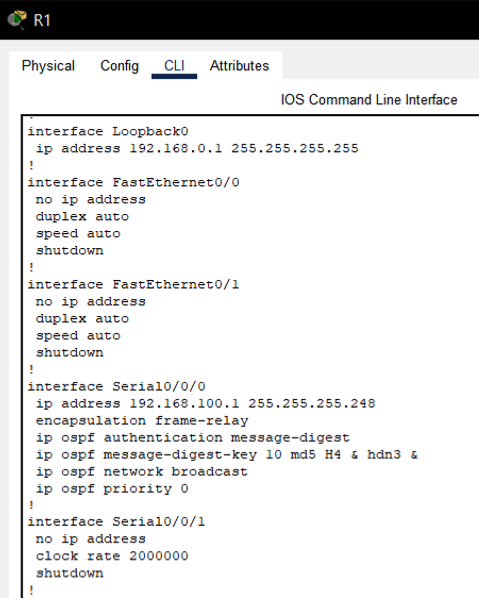 R1
Physical Config CLI Attributes
IOS Command Line Interface
!
interface Loopback0
ip address 192.168.0.1 255.255.255.255
!
interface FastEthernet0/0
no ip address
duplex auto
speed auto
shutdown
!
interface FastEthernet0/1
no ip address
duplex auto
speed auto
shutdown
!
interface Serial0/0/0
ip address 192.168.100.1 255.255.255.248
encapsulation frame-relay
ip ospf authentication message-digest
ip ospf message-digest-key 10 md5 H4 & hdn3 &
ip ospf network broadcast
ip ospf priority 0
!
interface Serial0/0/1
no ip address
clock rate 2000000
shutdown
!